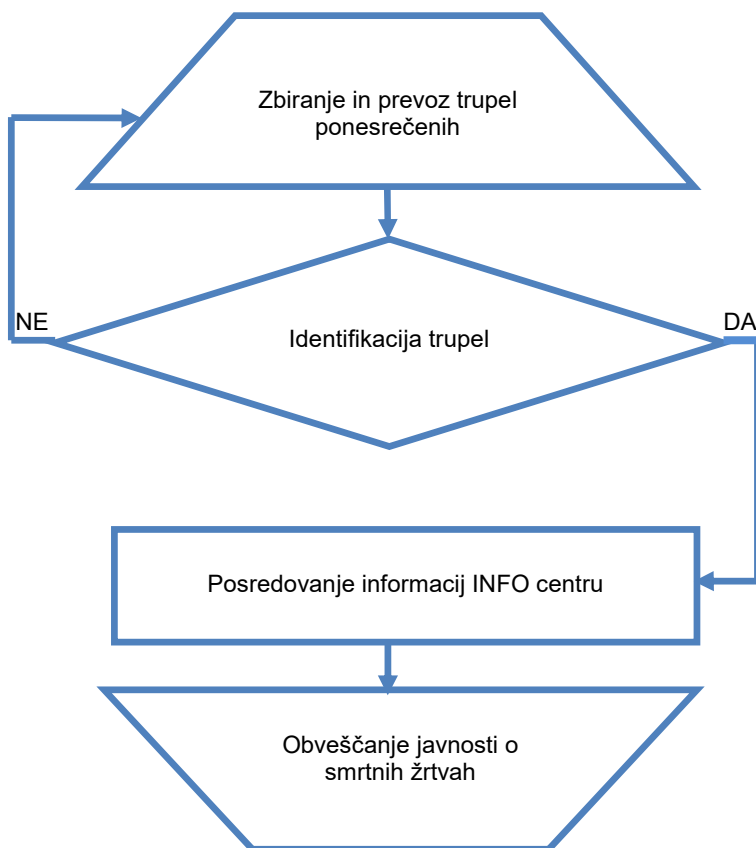 Zbiranje in prevoz trupel
ponesrečenih
NE
Identifikacija trupel
DA
Posredovanje informacij INFO centru
Obveščanje javnosti o
smrtnih žrtvah